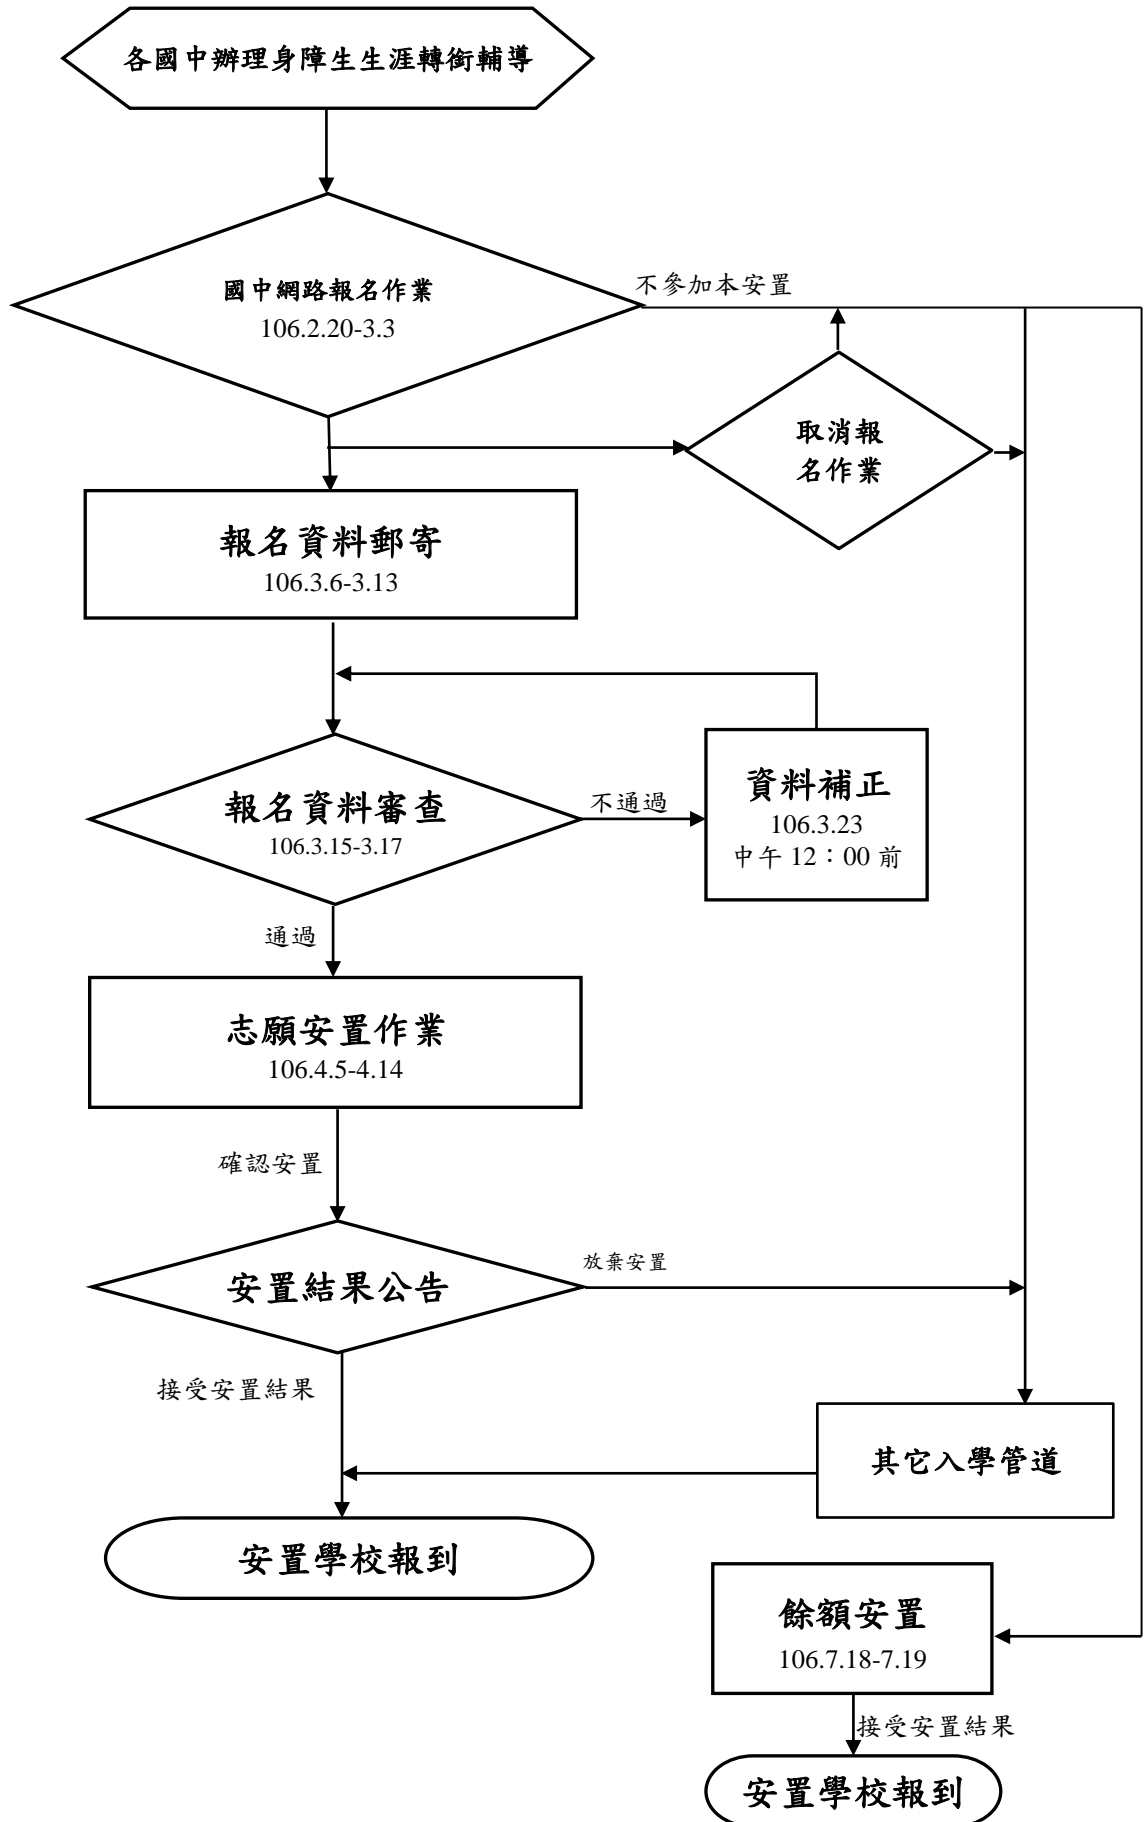 各國中辦理身障生生涯轉銜輔導
國中網路報名作業
106.2.20-3.3
不參加本安置
取消報
名作業
報名資料郵寄
106.3.6-3.13
報名資料審查
106.3.15-3.17
不通過
資料補正
106.3.23
中午 12：00 前
通過
志願安置作業
106.4.5-4.14
確認安置
安置結果公告
放棄安置
接受安置結果
其它入學管道
安置學校報到
餘額安置
106.7.18-7.19
接受安置結果
安置學校報到